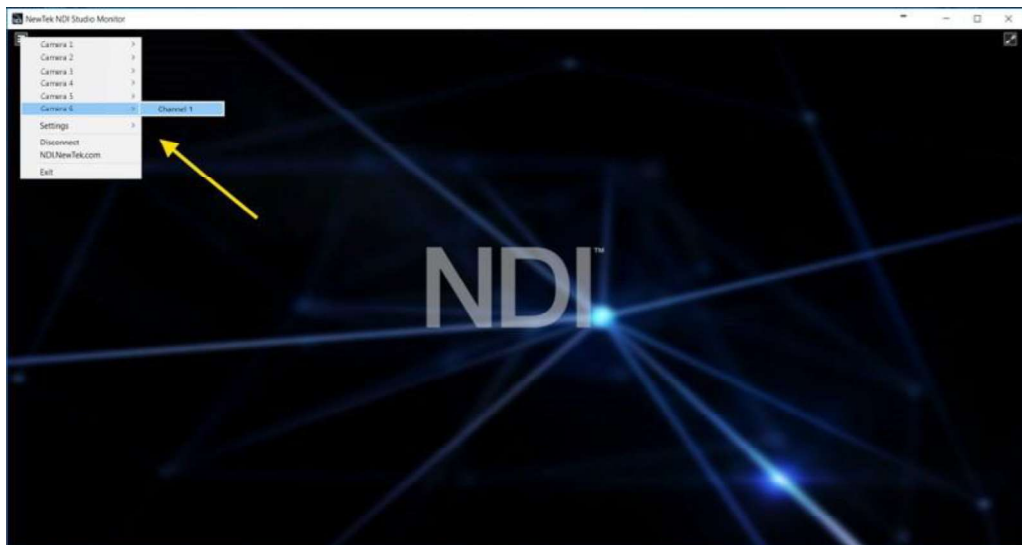 NewTek NDI Studio Monitor
Camera 1
Camera 2
Camera 3
Camera 4
Camera 5
Camera 6
Channel 1
Settings
Disconnect
NDI.NewTek.com
Exit
NDI™